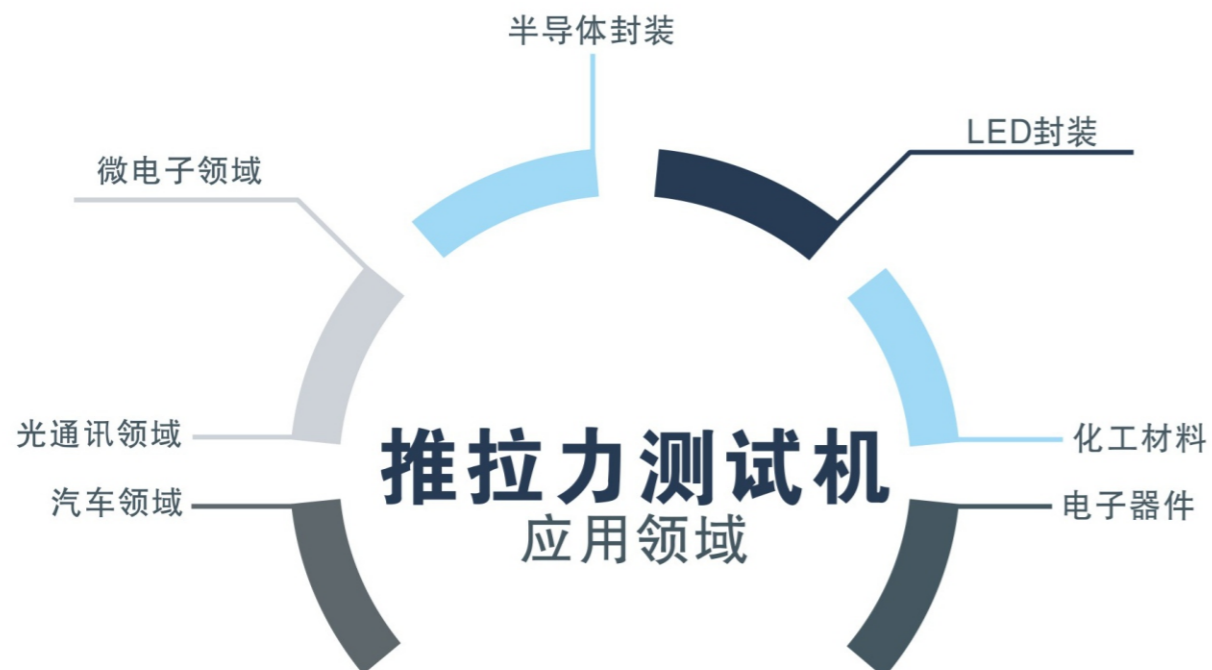 半导体封装
LED封装
微电子领域
光通讯领域
推拉力测试机
化工材料
汽车领域
电子器件
应用领域